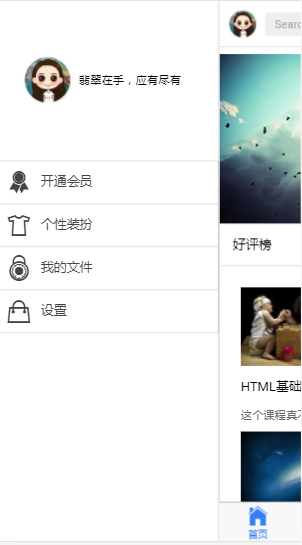 翡翠在手，应有尽有
开通会员
个性装扮
我的文件
设置
Searc
好评榜
HTML基础
这个课程真不
首页